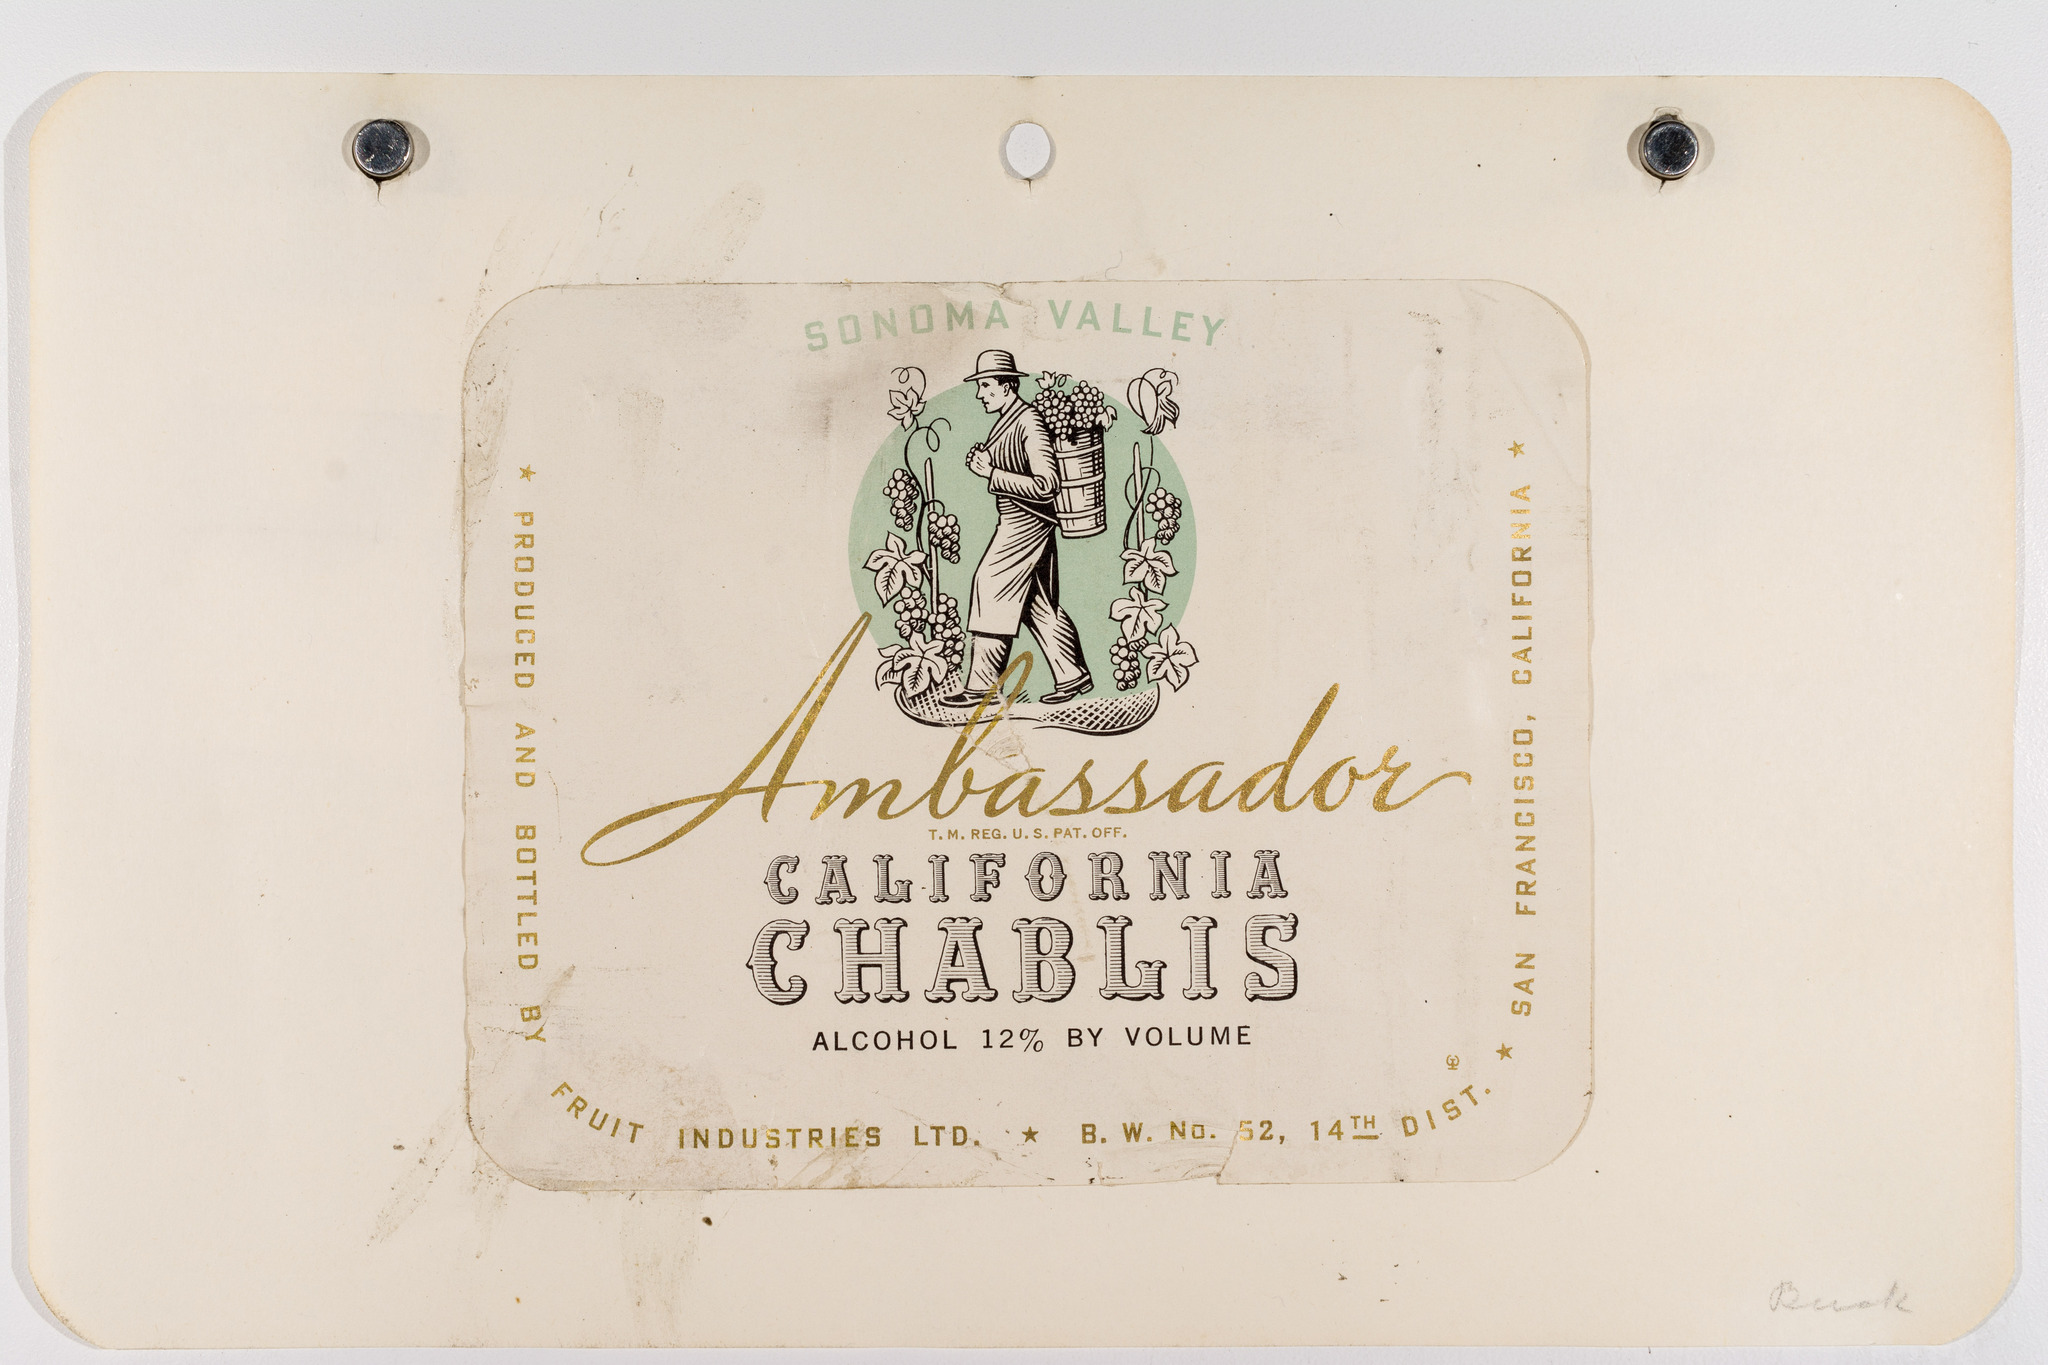 SONOMA VALLEY
Ambassador
T. M. REG. U. S. PAT. OFF.
CALIFORNIA
CHABLIS
ALCOHOL 12% BY VOLUME
★ PRODUCED AND BOTTLED BY FRUIT INDUSTRIES LTD. ★ B. W. No. 52, 14TH DIST. ★ SAN FRANCISCO, CALIFORNIA ★